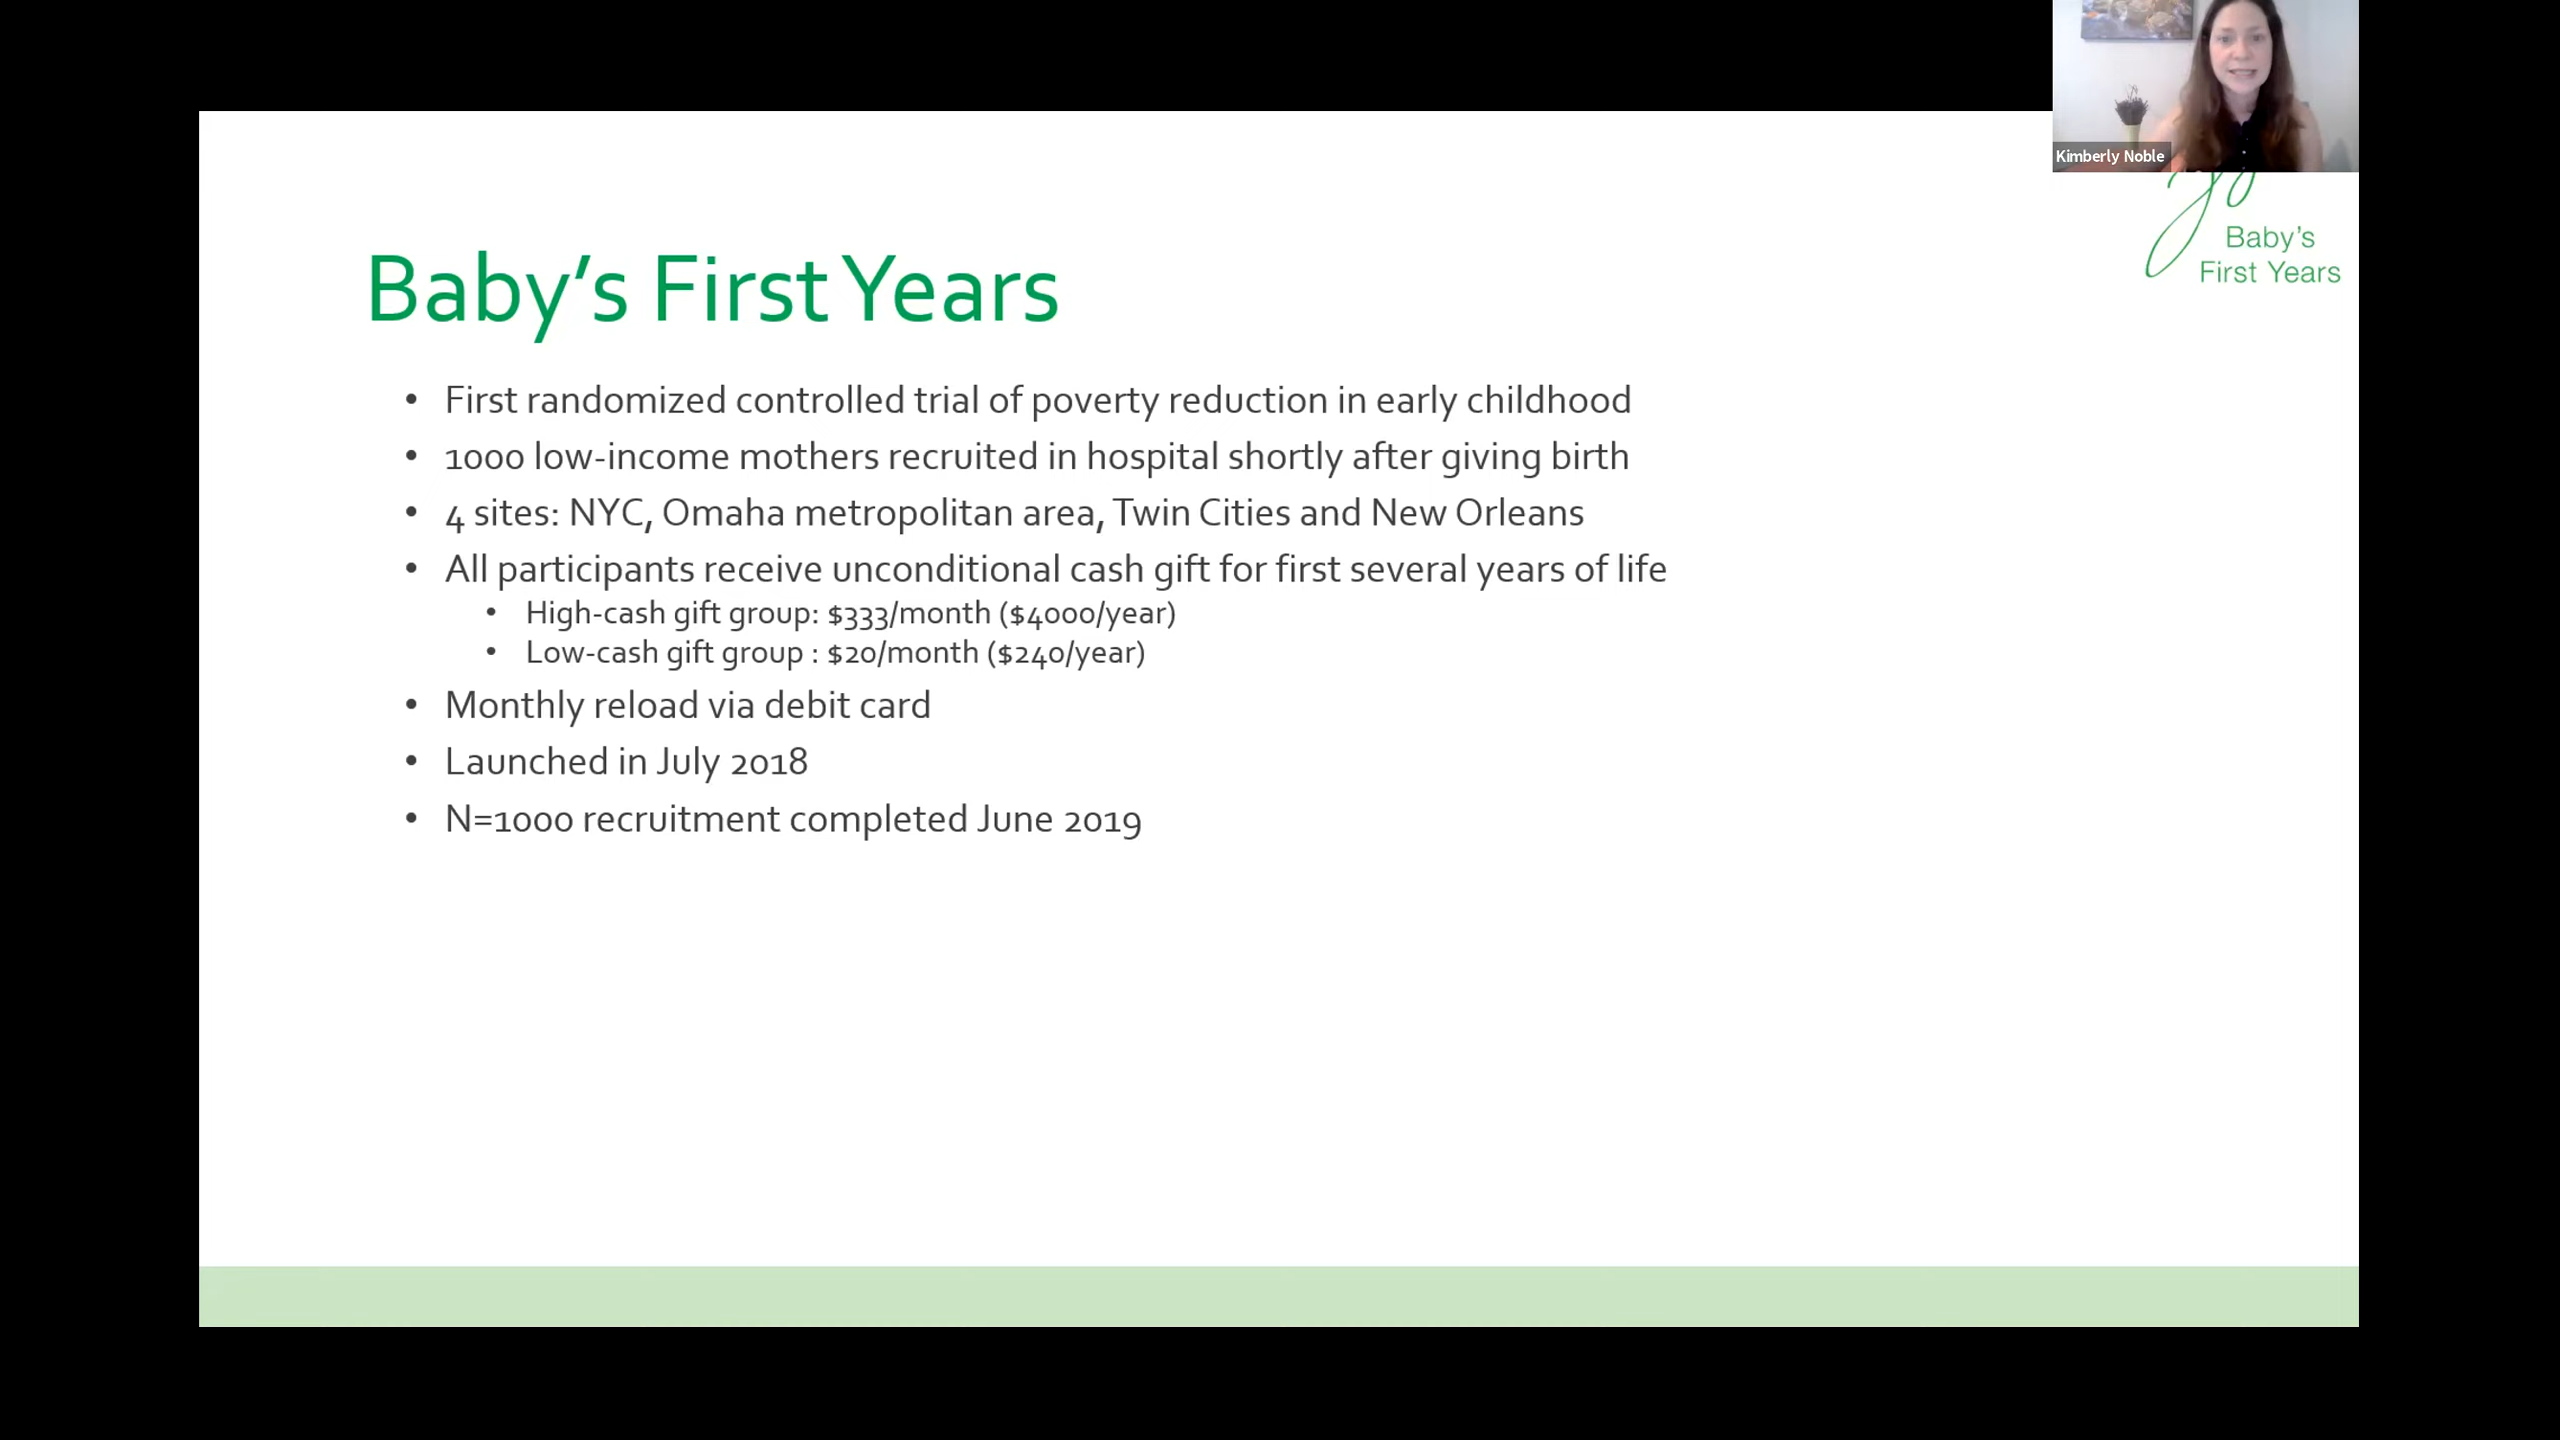 Kimberly Noble
Baby's
First Years
Baby’s First Years
• First randomized controlled trial of poverty reduction in early childhood
• 1000 low-income mothers recruited in hospital shortly after giving birth
• 4 sites: NYC, Omaha metropolitan area, Twin Cities and New Orleans
• All participants receive unconditional cash gift for first several years of life
• High-cash gift group: $333/month ($4000/year)
• Low-cash gift group : $20/month ($240/year)
• Monthly reload via debit card
• Launched in July 2018
• N=1000 recruitment completed June 2019